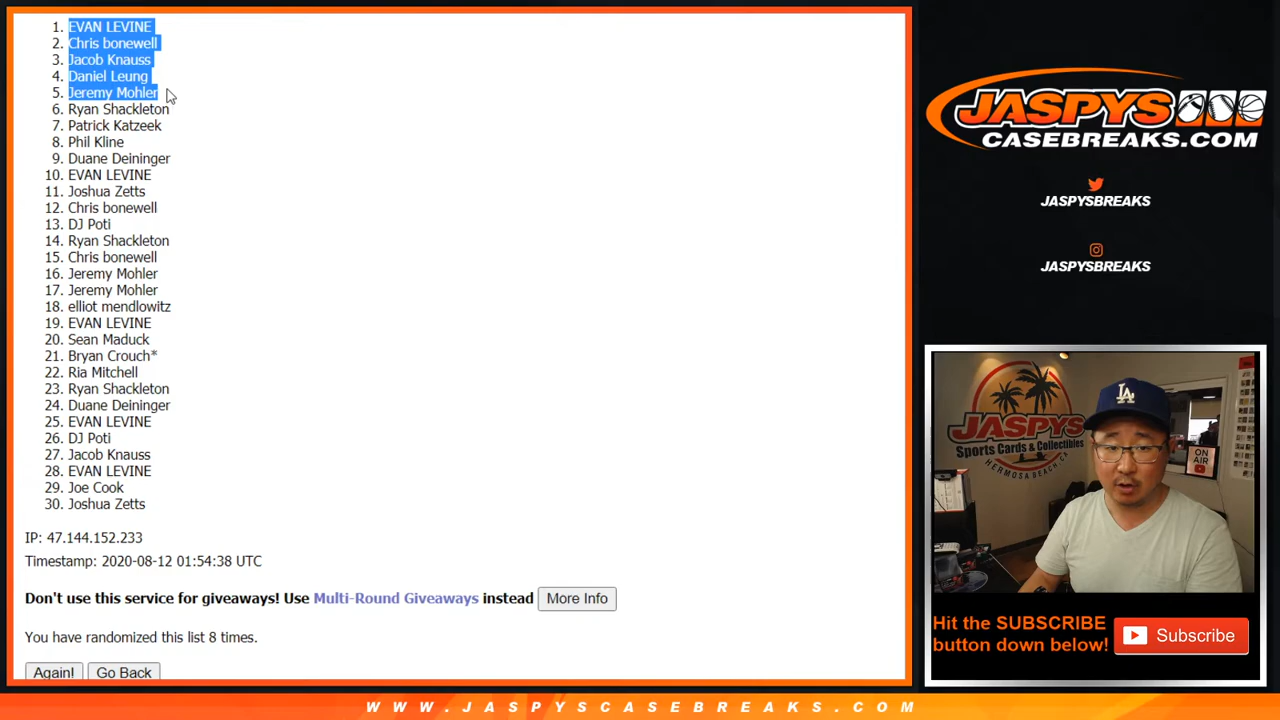 1. EVAN LEVINE
2. Chris bonewell
3. Jacob Knauss
4. Daniel Leung
5. Jeremy Mohler
6. Ryan Shackleton
7. Patrick Katzeek
8. Phil Kline
9. Duane Deininger
10. EVAN LEVINE
11. Joshua Zetts
12. Chris bonewell
13. DJ Poti
14. Ryan Shackleton
15. Chris bonewell
16. Jeremy Mohler
17. Jeremy Mohler
18. elliot mendlowitz
19. EVAN LEVINE
20. Sean Maduck
21. Bryan Crouch*
22. Ria Mitchell
23. Ryan Shackleton
24. Duane Deininger
25. EVAN LEVINE
26. DJ Poti
27. Jacob Knauss
28. EVAN LEVINE
29. Joe Cook
30. Joshua Zetts
IP: 47.144.152.233
Timestamp: 2020-08-12 01:54:38 UTC
Don't use this service for giveaways! Use Multi-Round Giveaways instead More Info
You have randomized this list 8 times.
Again! Go Back
JASPYS
CASEBREAKS.COM
JASPYSBREAKS
JASPYSBREAKS
JASPYS
Sports Cards & Collectibles
HERMOSA BEACH, CA
LA
ON AIR
Hit the SUBSCRIBE
button down below!
Subscribe
WWW.JASPYSCASEBREAKS.COM